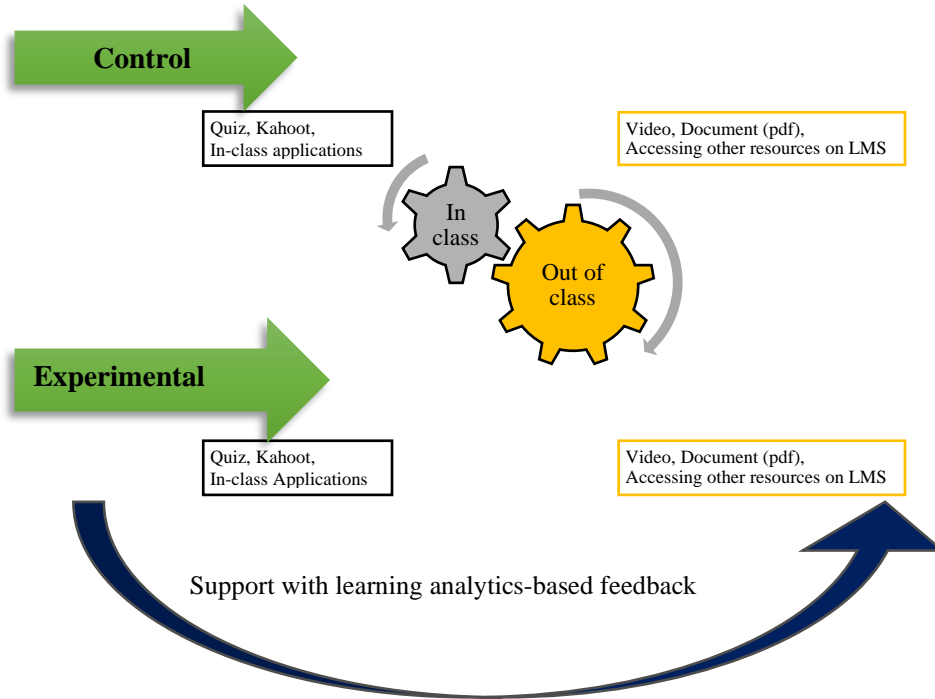 Control
Quiz, Kahoot,
In-class applications
Video, Document (pdf),
Accessing other resources on LMS
In
class
Out of
class
Experimental
Quiz, Kahoot,
In-class Applications
Video, Document (pdf),
Accessing other resources on LMS
Support with learning analytics-based feedback